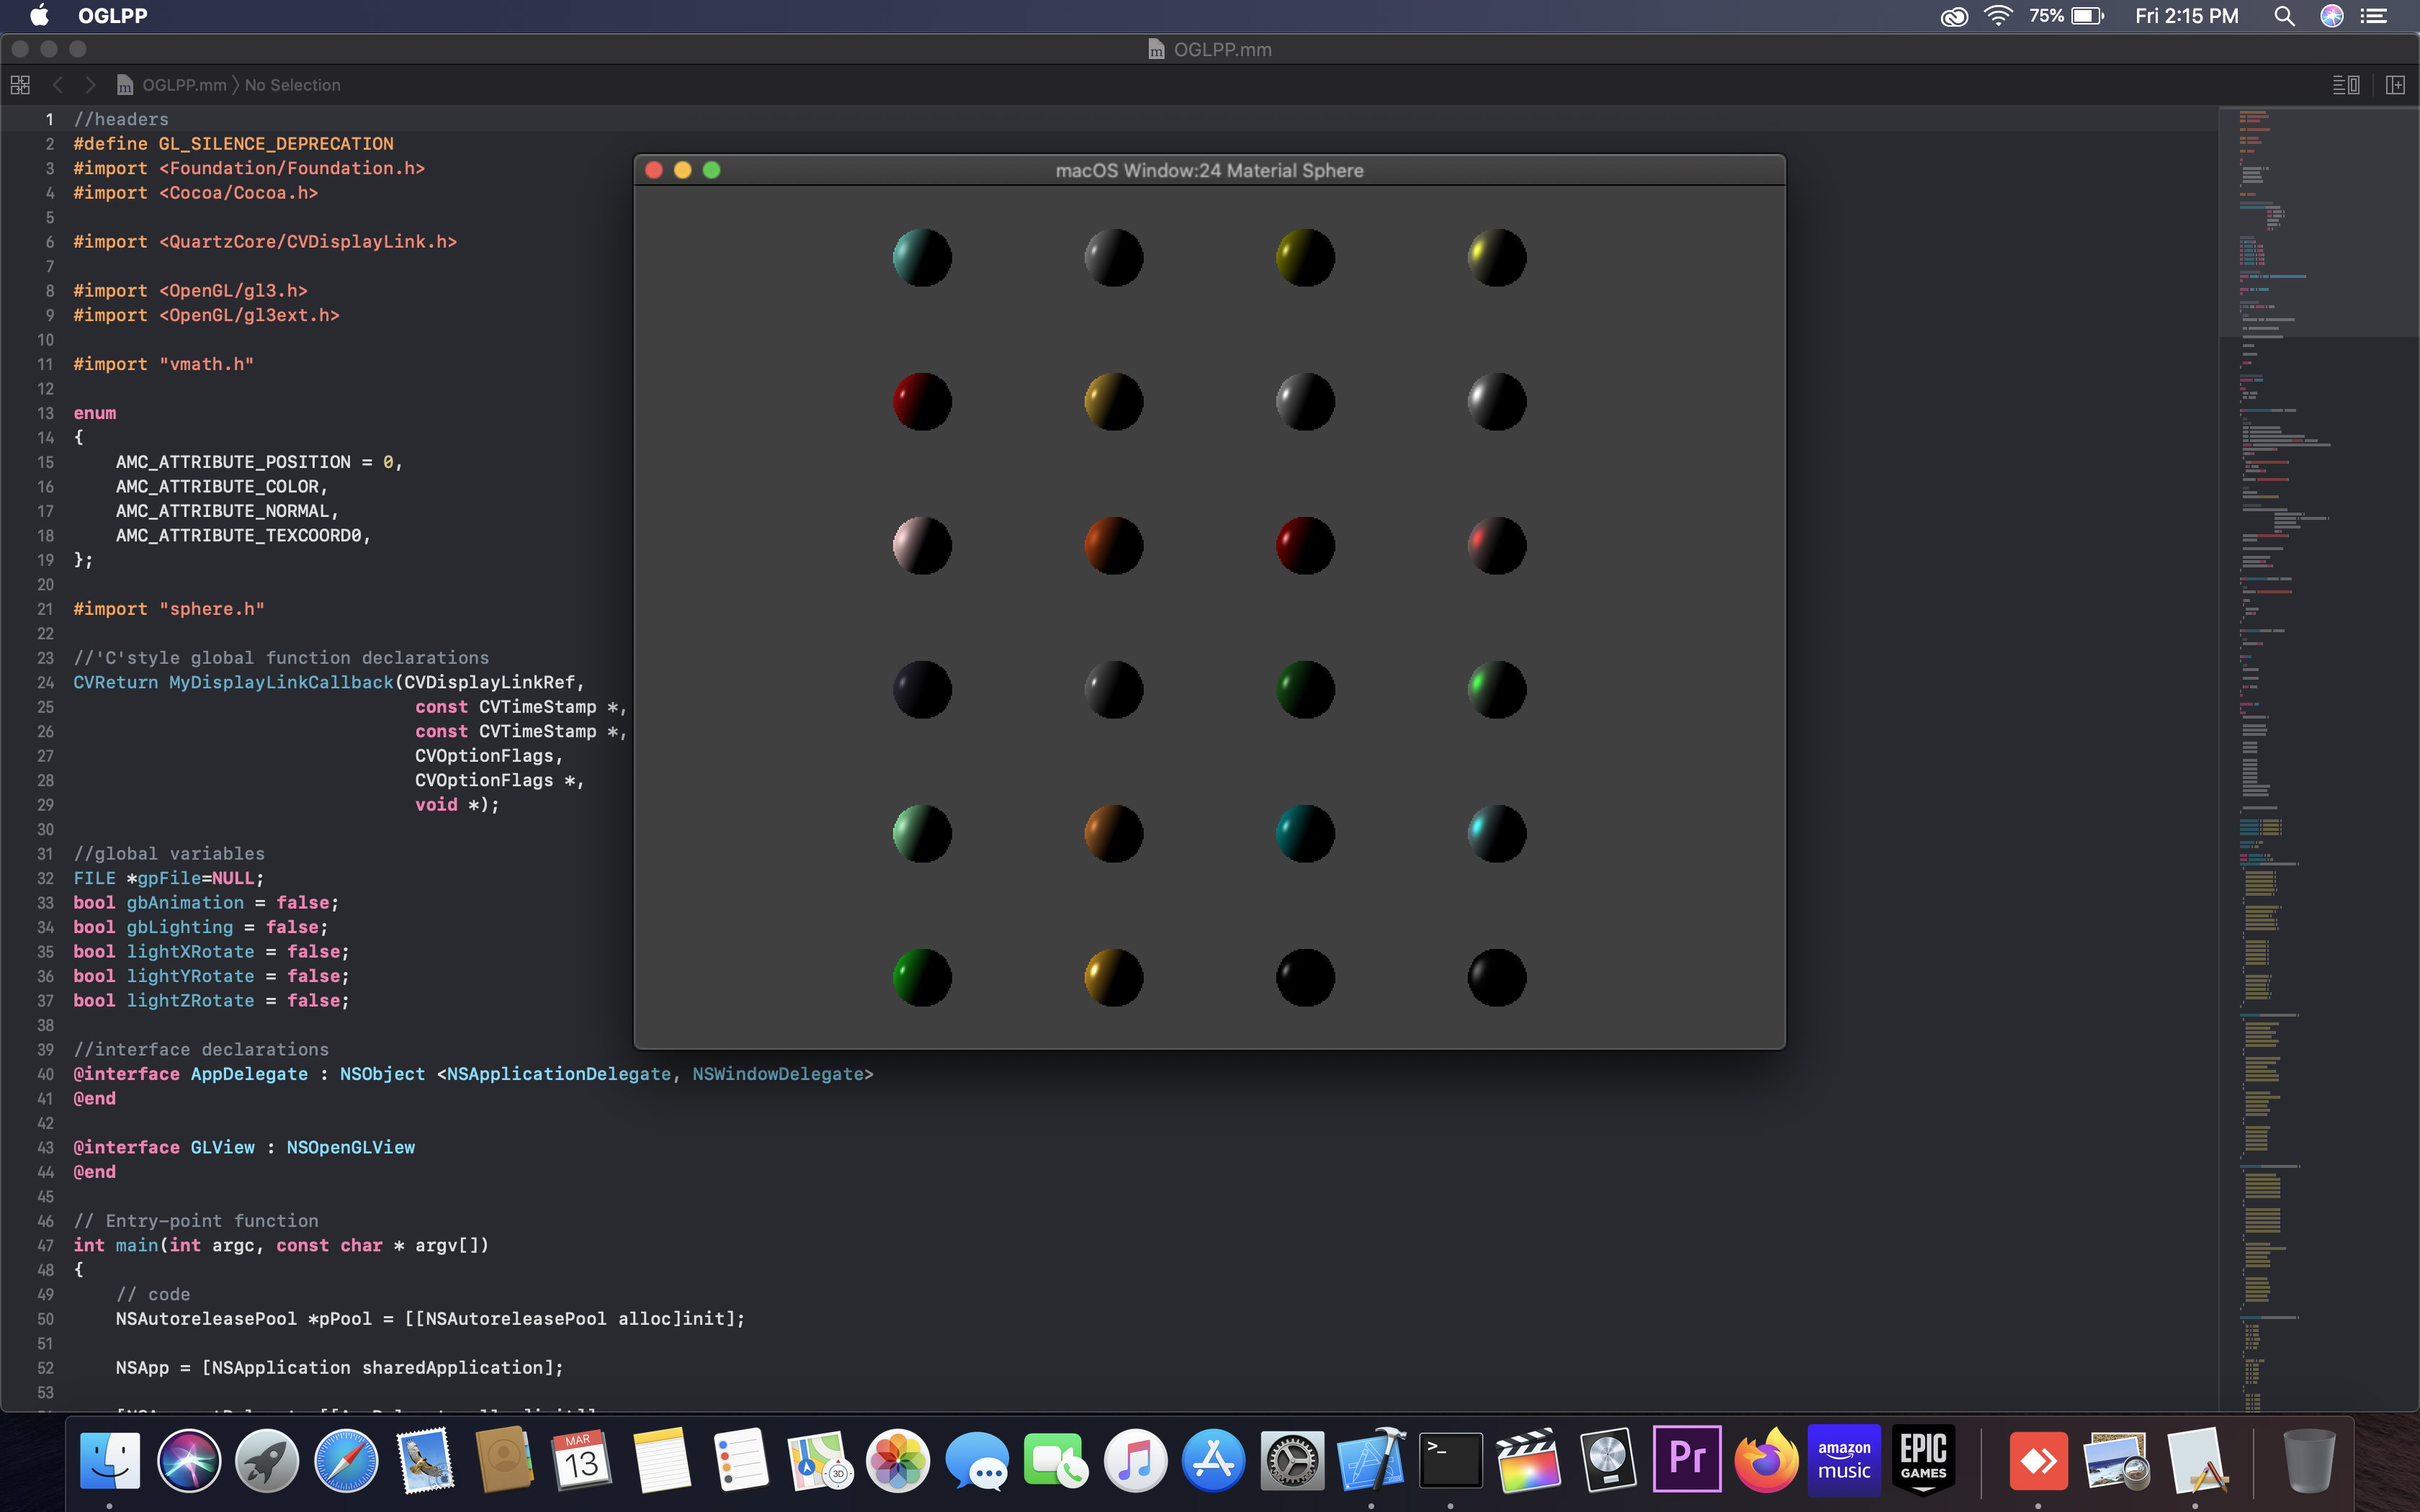 OGLPP
75%
Fri 2:15 PM
OGLPP.mm
OGLPP.mm 〉No Selection
1 //headers
2 #define GL_SILENCE_DEPRECATION
3 #import <Foundation/Foundation.h>
4 #import <Cocoa/Cocoa.h>
5
6 #import <QuartzCore/CVDisplayLink.h>
7
8 #import <OpenGL/gl3.h>
9 #import <OpenGL/gl3ext.h>
10
11 #import "vmath.h"
12
13 enum
14 {
15     AMC_ATTRIBUTE_POSITION = 0,
16     AMC_ATTRIBUTE_COLOR,
17     AMC_ATTRIBUTE_NORMAL,
18     AMC_ATTRIBUTE_TEXCOORD0,
19 };
20
21 #import "sphere.h"
22
23 //'C'style global function declarations
24 CVReturn MyDisplayLinkCallback(CVDisplayLinkRef,
25                                 const CVTimeStamp *,
26                                 const CVTimeStamp *,
27                                 CVOptionFlags,
28                                 CVOptionFlags *,
29                                 void *);
30
31 //global variables
32 FILE *gpFile=NULL;
33 bool gbAnimation = false;
34 bool gbLighting = false;
35 bool lightXRotate = false;
36 bool lightYRotate = false;
37 bool lightZRotate = false;
38
39 //interface declarations
40 @interface AppDelegate : NSObject <NSApplicationDelegate, NSWindowDelegate>
41 @end
42
43 @interface GLView : NSOpenGLView
44 @end
45
46 // Entry-point function
47 int main(int argc, const char * argv[])
48 {
49     // code
50     NSAutoreleasePool *pPool = [[NSAutoreleasePool alloc]init];
51
52     NSApp = [NSApplication sharedApplication];
53
macOS Window:24 Material Sphere
MAR
13
3D
>_
Pr
amazon
music
EPIC
GAMES